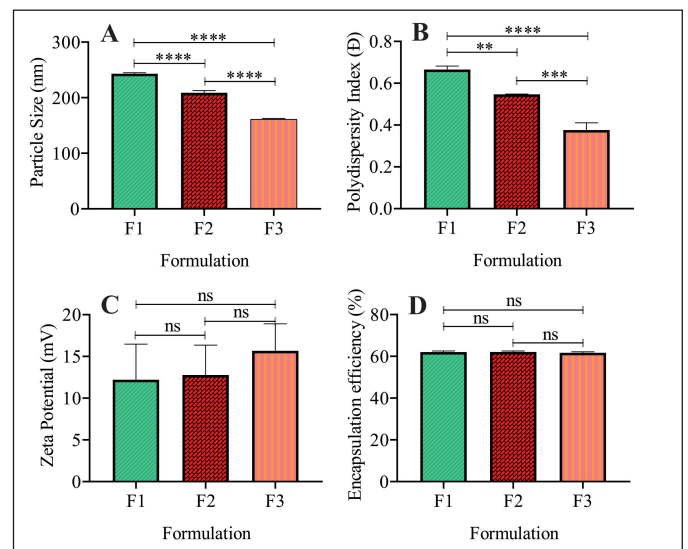 A
Particle Size (nm)
300
200
100
0
****
****
****
F1 F2 F3
Formulation
B
Polydispersity Index (Đ)
0.8
0.6
0.4
0.2
0.0
****
**
***
F1 F2 F3
Formulation
C
Zeta Potential (mV)
20
15
10
5
0
ns
ns
ns
F1 F2 F3
Formulation
D
Encapsulation efficiency (%)
80
60
40
20
0
ns
ns
ns
F1 F2 F3
Formulation